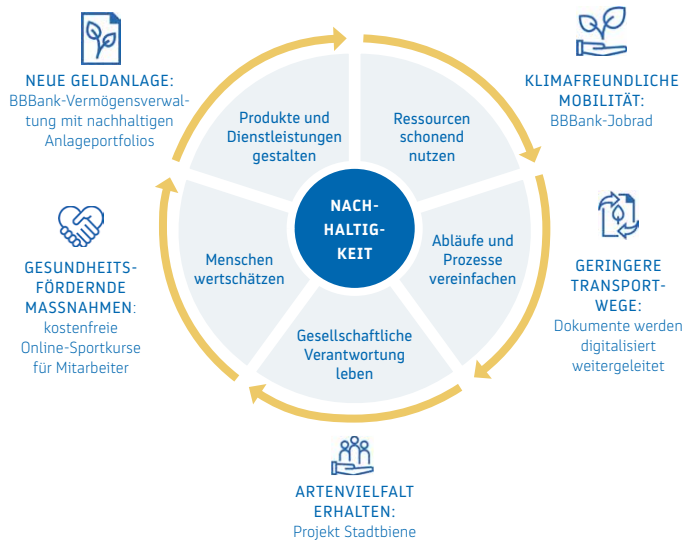 NEUE GELDANLAGE:
BBBank-Vermögensverwal-
tung mit nachhaltigen
Anlageportfolios
KLIMAFREUNDLICHE
MOBILITÄT:
BBBank-Jobrad
Produkte und
Dienstleistungen
gestalten
Ressourcen
schonend
nutzen
NACH-
HALTIG-
KEIT
Menschen
wertschätzen
Abläufe und
Prozesse
vereinfachen
Gesellschaftliche
Verantwortung
leben
GESUNDHEITS-
FÖRDERNDE
MASSNAHMEN:
kostenfreie
Online-Sportkurse
für Mitarbeiter
GERINGERE
TRANSPORT-
WEGE:
Dokumente werden
digitalisiert
weitergeleitet
ARTENVIELFALT
ERHALTEN:
Projekt Stadtbiene